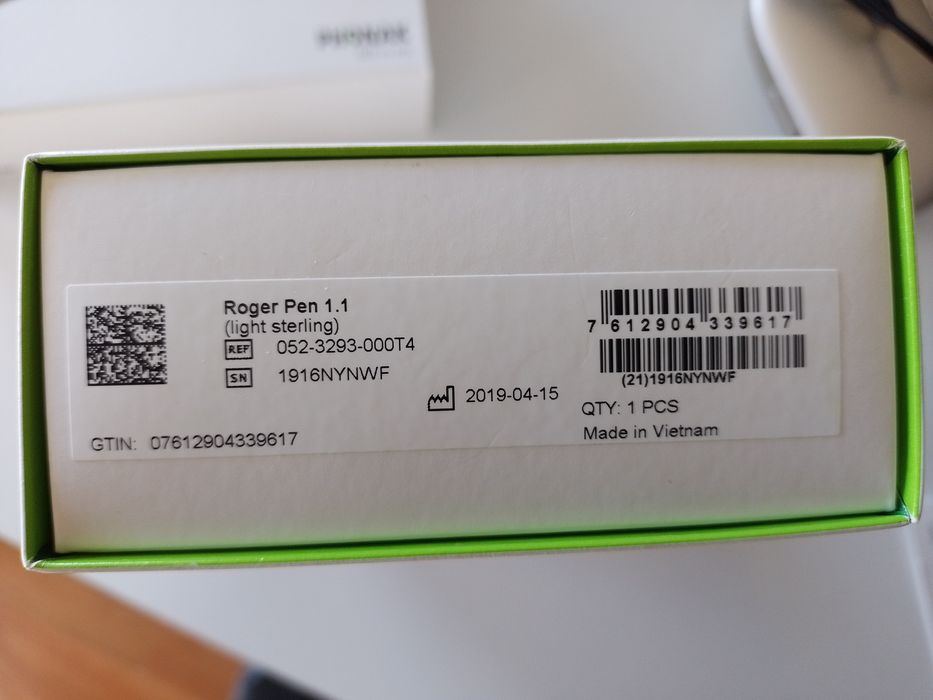 PHONAK
Roger Pen 1.1
(light sterling)
REF 052-3293-000T4
SN 1916NYNWF
2019-04-15
GTIN: 07612904339617
7 612904 339617
(21)1916NYNWF
QTY: 1 PCS
Made in Vietnam